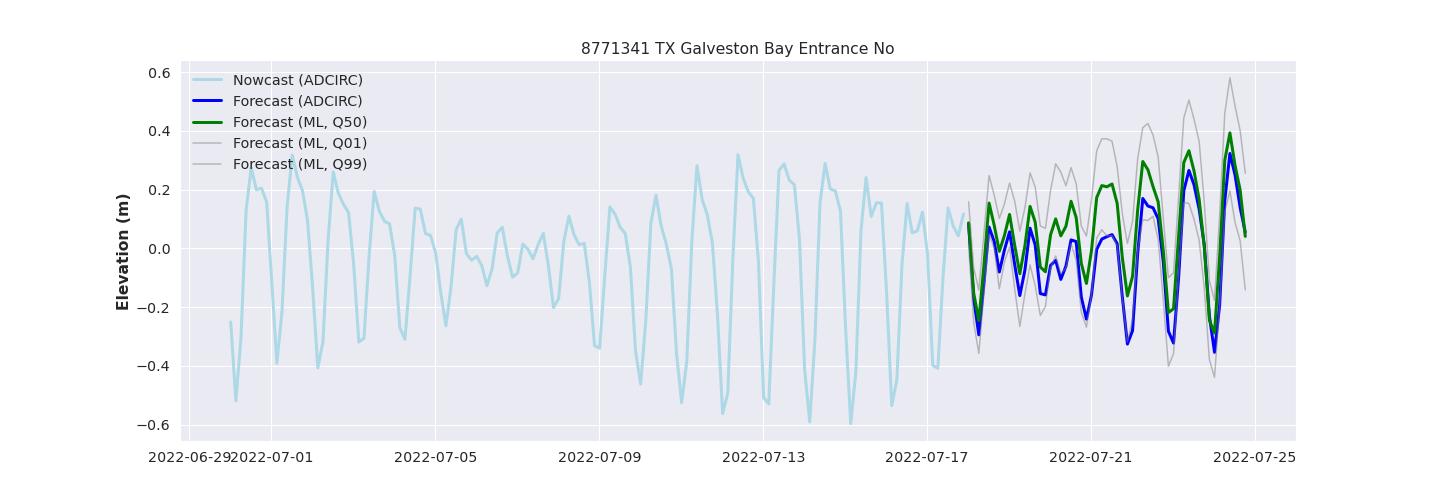 8771341 TX Galveston Bay Entrance No
Nowcast (ADCIRC)
Forecast (ADCIRC)
Forecast (ML, Q50)
Forecast (ML, Q01)
Forecast (ML, Q99)
Elevation (m)
0.6
0.4
0.2
0.0
−0.2
−0.4
−0.6
2022-06-29 2022-07-01 2022-07-05 2022-07-09 2022-07-13 2022-07-17 2022-07-21 2022-07-25